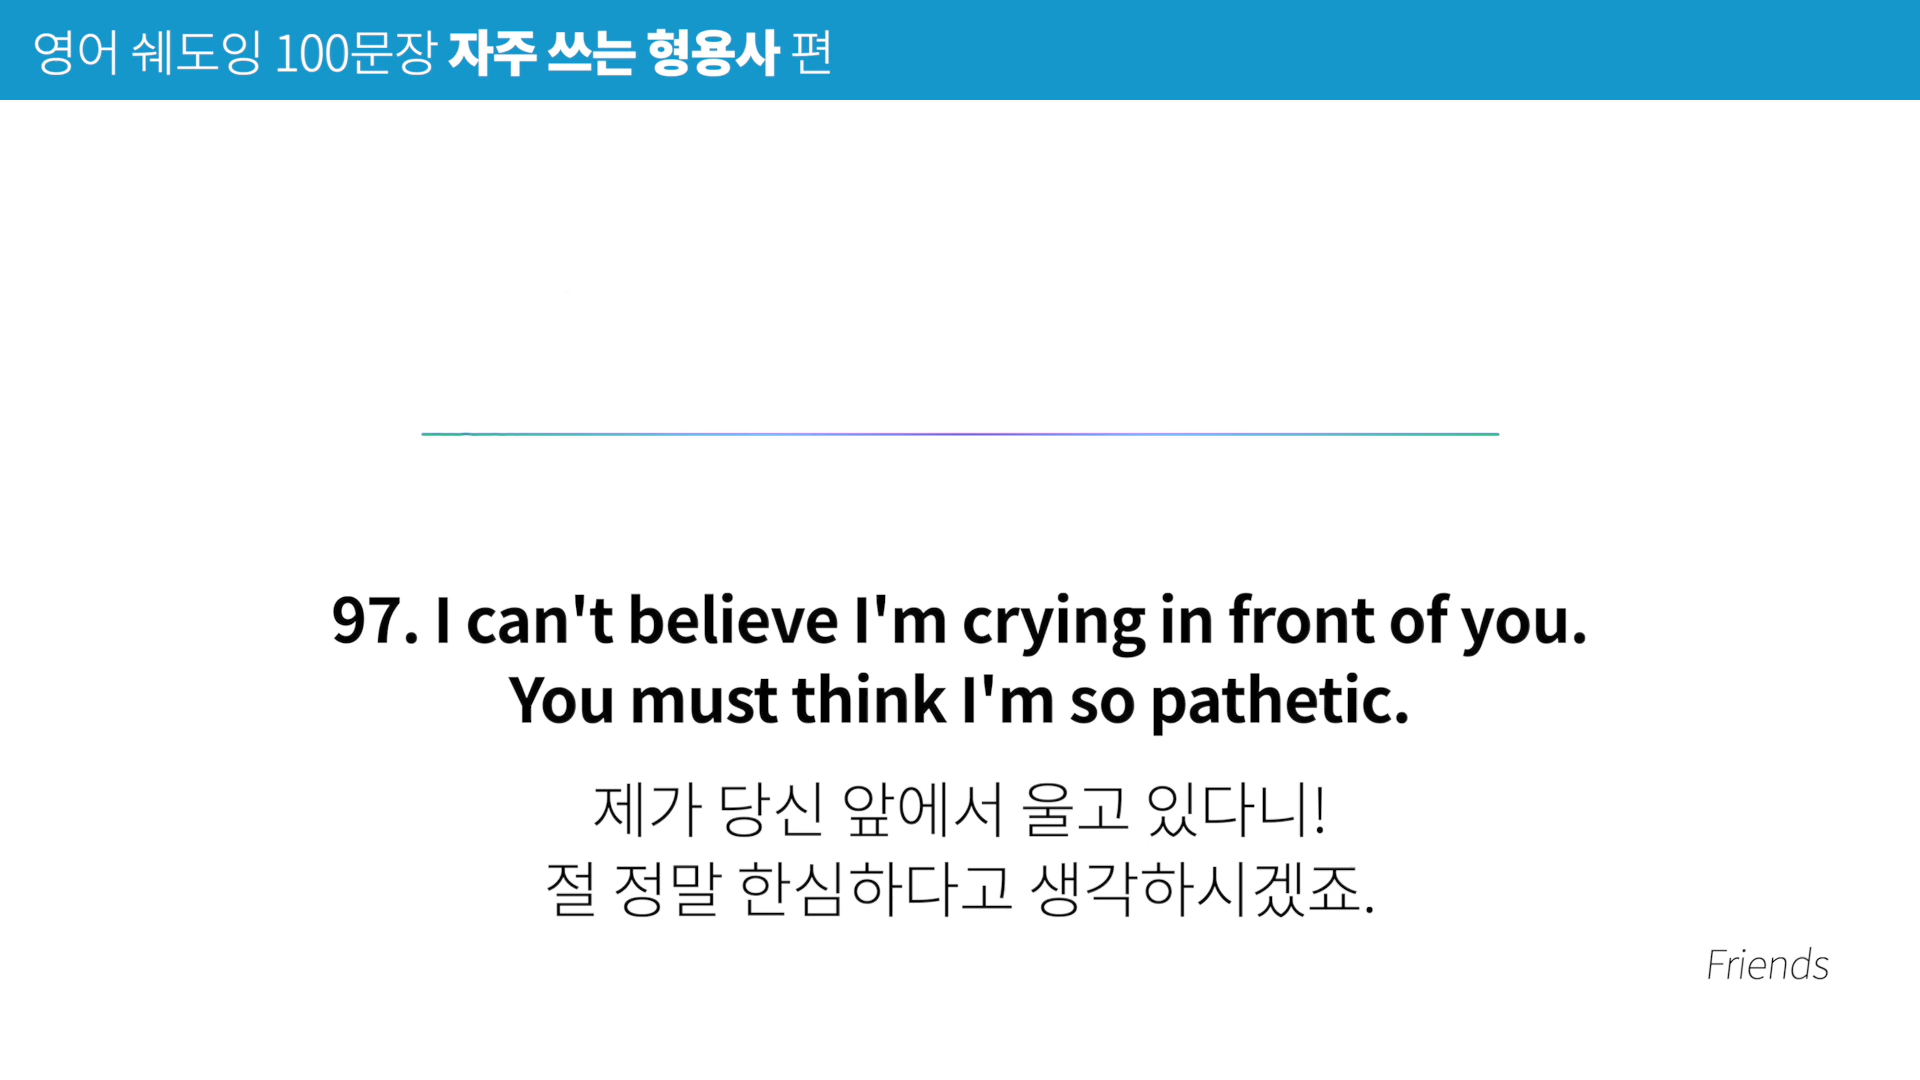 영어 쉐도잉 100문장 자주 쓰는 형용사 편
97. I can't believe I'm crying in front of you.
You must think I'm so pathetic.
제가 당신 앞에서 울고 있다니!
절 정말 한심하다고 생각하시겠죠.
Friends